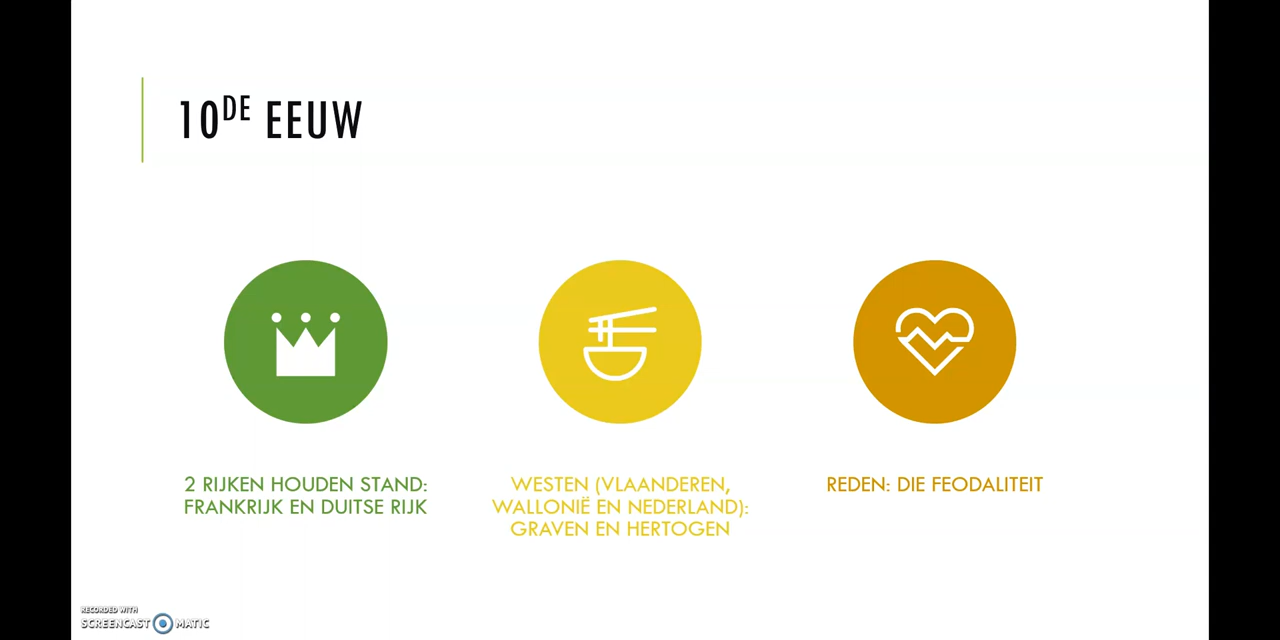 10DE EEUW
2 RIJKEN HOUDEN STAND:
FRANKRIJK EN DUITSE RIJK
WESTEN (VLAANDEREN,
WALLONIË EN NEDERLAND):
GRAVEN EN HERTOGEN
REDEN: DIE FEODALITEIT
RECORDED WITH
SCREENCAST MATIC